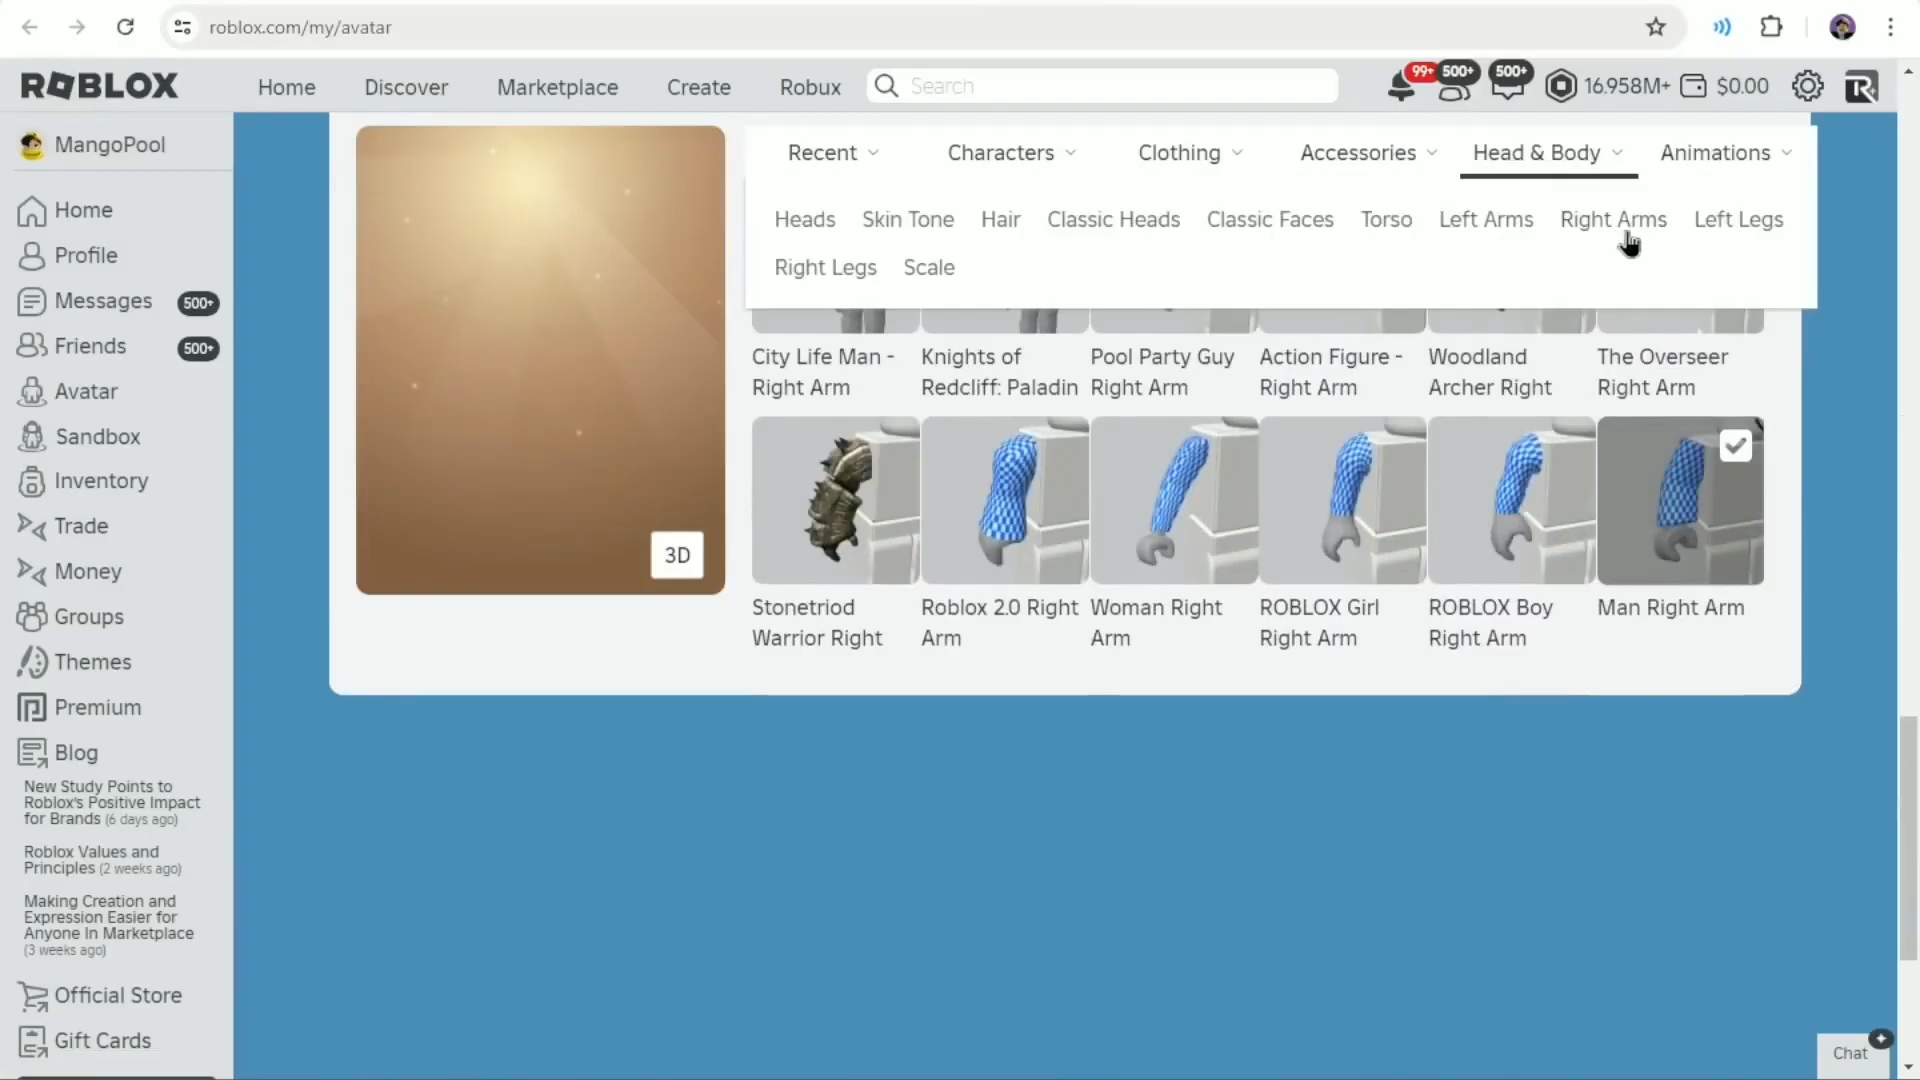 roblox.com/my/avatar
ROBLOX
Home
Discover
Marketplace
Create
Robux
Search
99+
500+
500+
16.958M+
$0.00
MangoPool
Home
Profile
Messages
500+
Friends
500+
Avatar
Sandbox
Inventory
Trade
Money
Groups
Themes
Premium
Blog
New Study Points to
Roblox's Positive Impact
for Brands (6 days ago)
Roblox Values and
Principles (2 weeks ago)
Making Creation and
Expression Easier for
Anyone In Marketplace
(3 weeks ago)
Official Store
Gift Cards
3D
Recent
Characters
Clothing
Accessories
Head & Body
Animations
Heads
Skin Tone
Hair
Classic Heads
Classic Faces
Torso
Left Arms
Right Arms
Left Legs
Right Legs
Scale
City Life Man -
Right Arm
Knights of
Redcliff: Paladin
Pool Party Guy
Right Arm
Action Figure -
Right Arm
Woodland
Archer Right
The Overseer
Right Arm
Stonetriod
Warrior Right
Roblox 2.0 Right
Arm
Woman Right
Arm
ROBLOX Girl
Right Arm
ROBLOX Boy
Right Arm
Man Right Arm
Chat